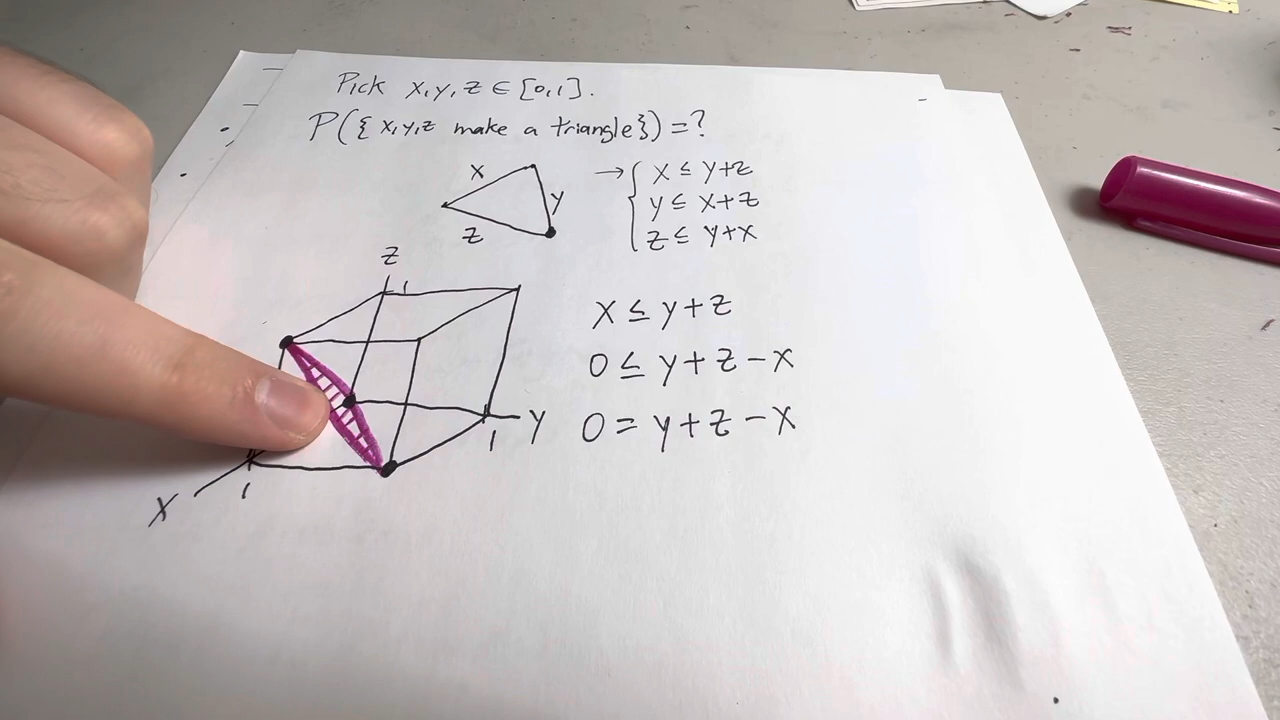 Pick x,y,z ∈ [0,1].
P({x,y,z make a triangle}) = ?
x
y
z
→ { x ≤ y+z
y ≤ x+z
z ≤ y+x
z
1
y
1
x
1
x ≤ y+z
0 ≤ y+z-x
0 = y+z-x